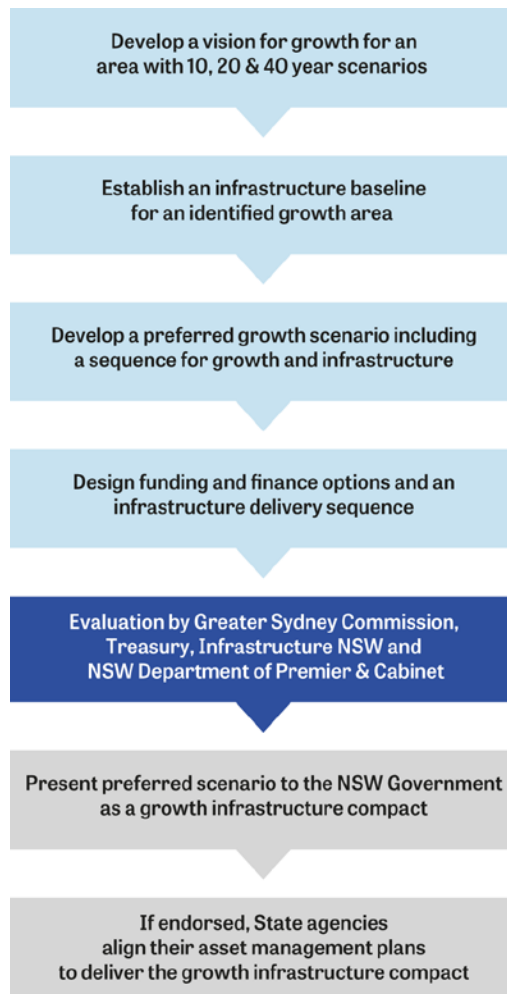 Develop a vision for growth for an
area with 10, 20 & 40 year scenarios
Establish an infrastructure baseline
for an identified growth area
Develop a preferred growth scenario including
a sequence for growth and infrastructure
Design funding and finance options and an
infrastructure delivery sequence
Evaluation by Greater Sydney Commission,
Treasury, Infrastructure NSW and
NSW Department of Premier & Cabinet
Present preferred scenario to the NSW Government
as a growth infrastructure compact
If endorsed, State agencies
align their asset management plans
to deliver the growth infrastructure compact